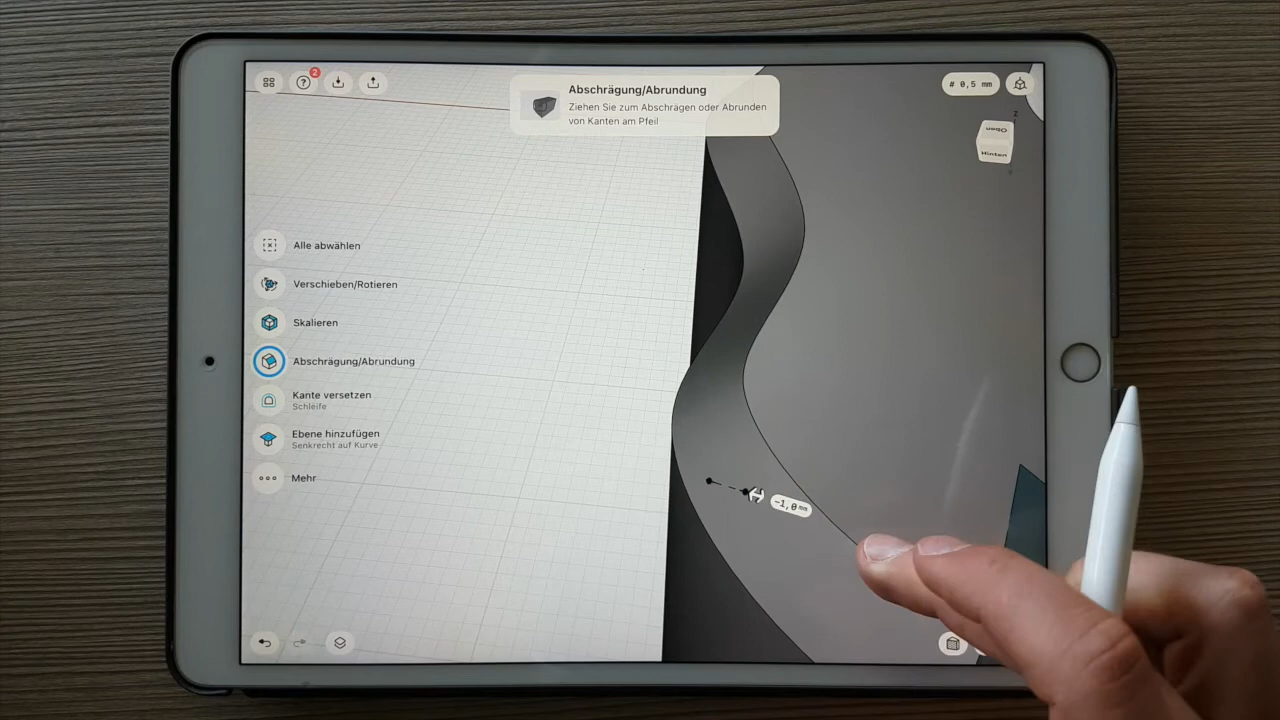 2
Abschrägung/Abrundung
Ziehen Sie zum Abschrägen oder Abrunden
von Kanten am Pfeil
# 0,5 mm
Z
Oben
Hinten
Alle abwählen
Verschieben/Rotieren
Skalieren
Abschrägung/Abrundung
Kante versetzen
Schleife
Ebene hinzufügen
Senkrecht auf Kurve
Mehr
-1,0 mm